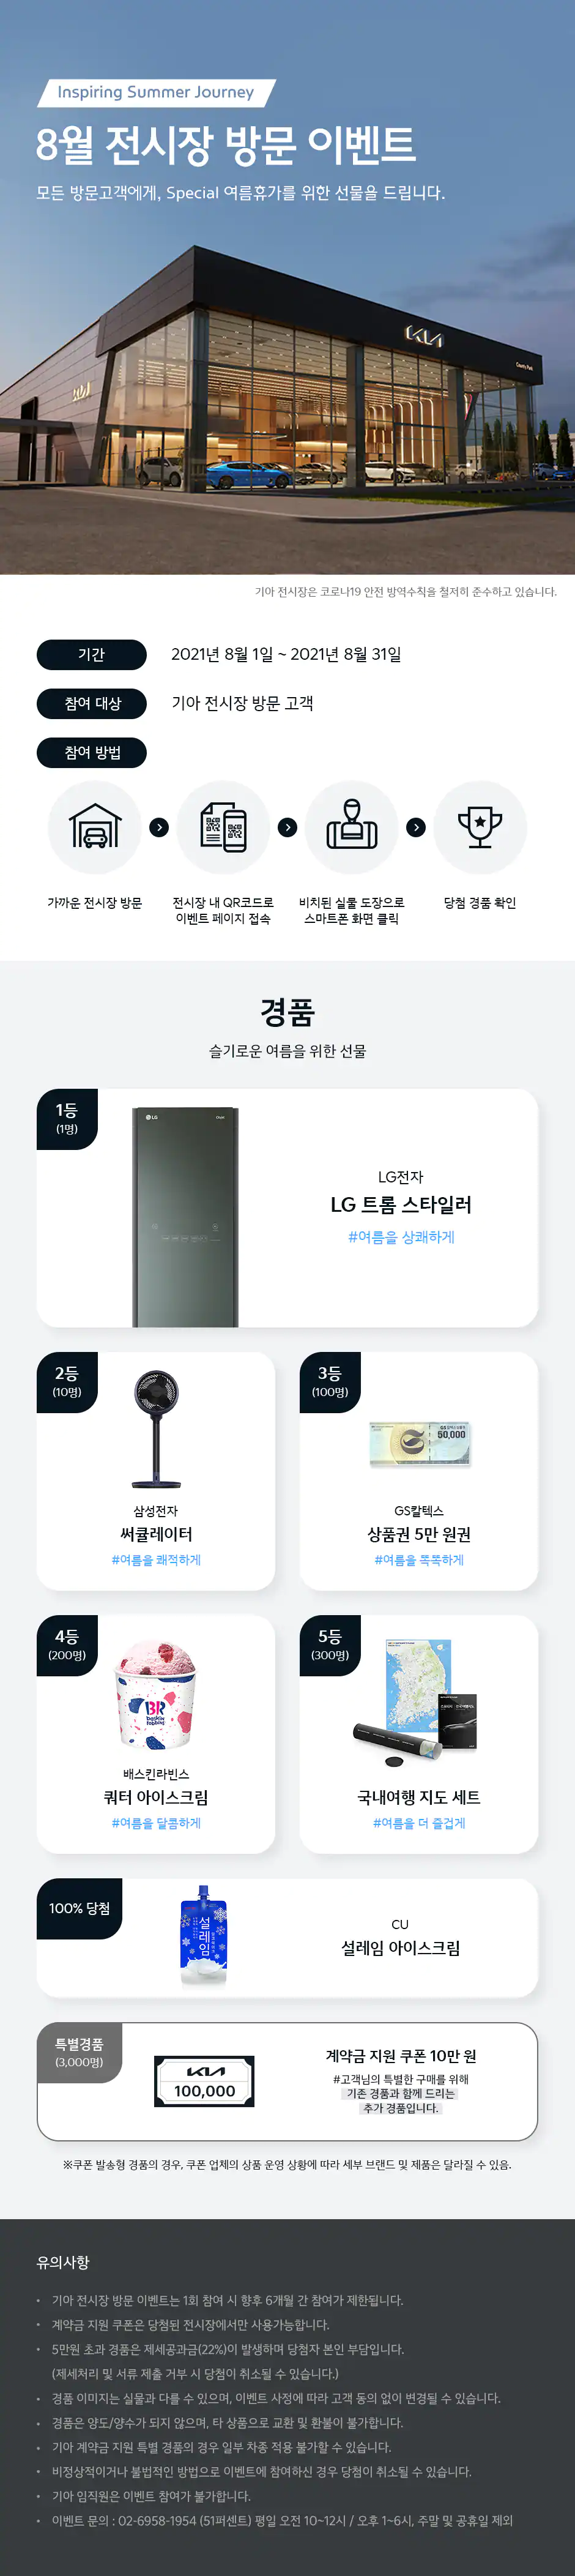 Inspiring Summer Journey
8월 전시장 방문 이벤트
모든 방문고객에게, Special 여름휴가를 위한 선물을 드립니다.
KIA
기아 전시장은 코로나19 안전 방역수칙을 철저히 준수하고 있습니다.
기간
2021년 8월 1일 ~ 2021년 8월 31일
참여 대상
기아 전시장 방문 고객
참여 방법
가까운 전시장 방문
전시장 내 QR코드로
이벤트 페이지 접속
비치된 실물 도장으로
스마트폰 화면 클릭
당첨 경품 확인
경품
슬기로운 여름을 위한 선물
1등
(1명)
LG
LG전자
LG 트롬 스타일러
#여름을 상쾌하게
2등
(10명)
삼성전자
써큘레이터
#여름을 쾌적하게
3등
(100명)
50,000
GS칼텍스
상품권 5만 원권
#여름을 똑똑하게
4등
(200명)
BR
baskin
robbins
배스킨라빈스
쿼터 아이스크림
#여름을 달콤하게
5등
(300명)
국내여행 지도 세트
#여름을 더 즐겁게
100% 당첨
설레임
CU
설레임 아이스크림
특별경품
(3,000명)
KIA
100,000
계약금 지원 쿠폰 10만 원
#고객님의 특별한 구매를 위해
기존 경품과 함께 드리는
추가 경품입니다.
※쿠폰 발송형 경품의 경우, 쿠폰 업체의 상품 운영 상황에 따라 세부 브랜드 및 제품은 달라질 수 있음.
유의사항
• 기아 전시장 방문 이벤트는 1회 참여 시 향후 6개월 간 참여가 제한됩니다.
• 계약금 지원 쿠폰은 당첨된 전시장에서만 사용가능합니다.
• 5만원 초과 경품은 제세공과금(22%)이 발생하며 당첨자 본인 부담입니다.
(제세처리 및 서류 제출 거부 시 당첨이 취소될 수 있습니다.)
• 경품 이미지는 실물과 다를 수 있으며, 이벤트 사정에 따라 고객 동의 없이 변경될 수 있습니다.
• 경품은 양도/양수가 되지 않으며, 타 상품으로 교환 및 환불이 불가합니다.
• 기아 계약금 지원 특별 경품의 경우 일부 차종 적용 불가할 수 있습니다.
• 비정상적이거나 불법적인 방법으로 이벤트에 참여하신 경우 당첨이 취소될 수 있습니다.
• 기아 임직원은 이벤트 참여가 불가합니다.
• 이벤트 문의 : 02-6958-1954 (51퍼센트) 평일 오전 10~12시 / 오후 1~6시, 주말 및 공휴일 제외